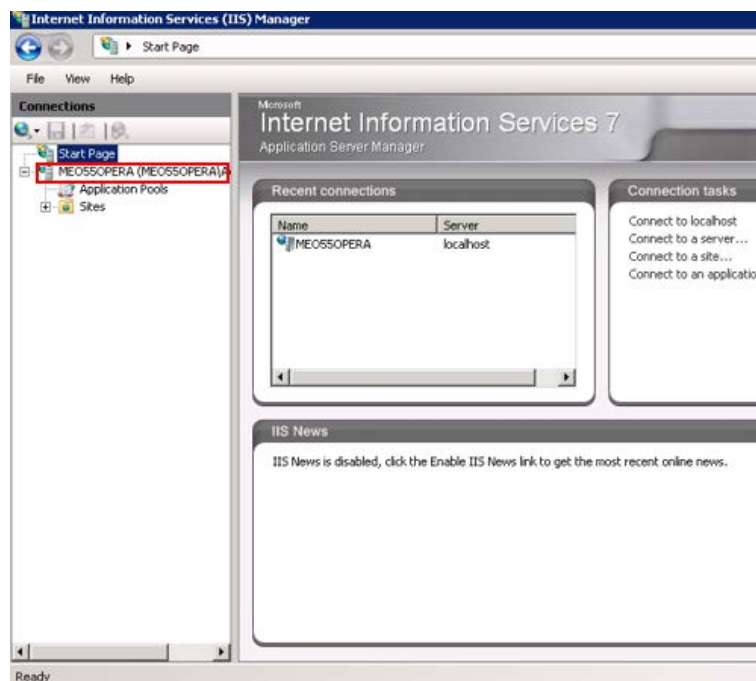 Internet Information Services (IIS) Manager
Start Page
File View Help
Connections
Start Page
MEO55OPERA (MEO55OPERA\A
Application Pools
Sites
Microsoft
Internet Information Services 7
Application Server Manager
Recent connections
Name Server
MEO55OPERA localhost
Connection tasks
Connect to localhost
Connect to a server...
Connect to a site...
Connect to an applicatio
IIS News
IIS News is disabled, click the Enable IIS News link to get the most recent online news.
Ready